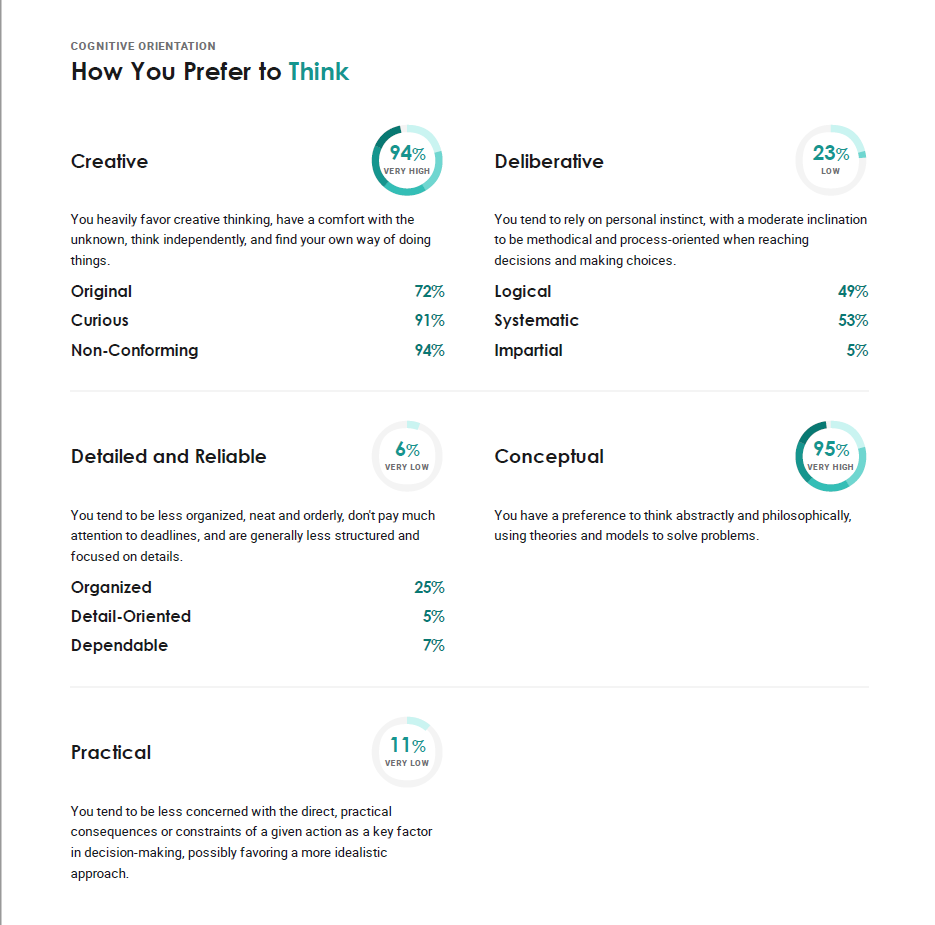 COGNITIVE ORIENTATION
How You Prefer to Think
Creative
94%
VERY HIGH
You heavily favor creative thinking, have a comfort with the
unknown, think independently, and find your own way of doing
things.
Original 72%
Curious 91%
Non-Conforming 94%
Deliberative
23%
LOW
You tend to rely on personal instinct, with a moderate inclination
to be methodical and process-oriented when reaching
decisions and making choices.
Logical 49%
Systematic 53%
Impartial 5%
Detailed and Reliable
6%
VERY LOW
You tend to be less organized, neat and orderly, don't pay much
attention to deadlines, and are generally less structured and
focused on details.
Organized 25%
Detail-Oriented 5%
Dependable 7%
Conceptual
95%
VERY HIGH
You have a preference to think abstractly and philosophically,
using theories and models to solve problems.
Practical
11%
VERY LOW
You tend to be less concerned with the direct, practical
consequences or constraints of a given action as a key factor
in decision-making, possibly favoring a more idealistic
approach.